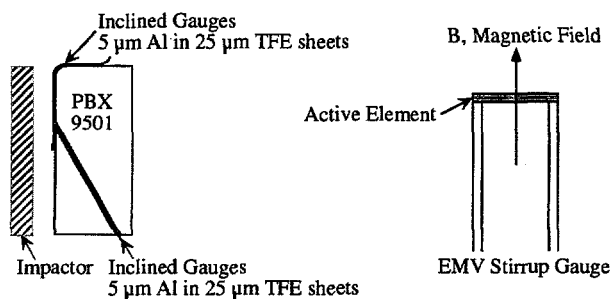 Inclined Gauges
5 µm Al in 25 µm TFE sheets
PBX
9501
Impactor
Inclined Gauges
5 µm Al in 25 µm TFE sheets
B, Magnetic Field
Active Element
EMV Stirrup Gauge